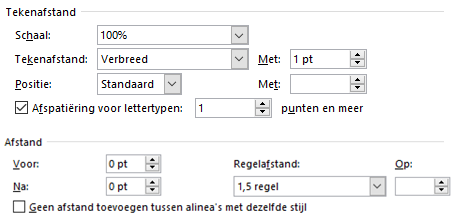 Tekenafstand
Schaal: 100%
Tekenafstand: Verbreed Met: 1 pt
Positie: Standaard Met:
Afspatiëring voor lettertypen: 1 punten en meer
Afstand
Voor: 0 pt Regelafstand: Op:
Na: 0 pt 1,5 regel
Geen afstand toevoegen tussen alinea's met dezelfde stijl